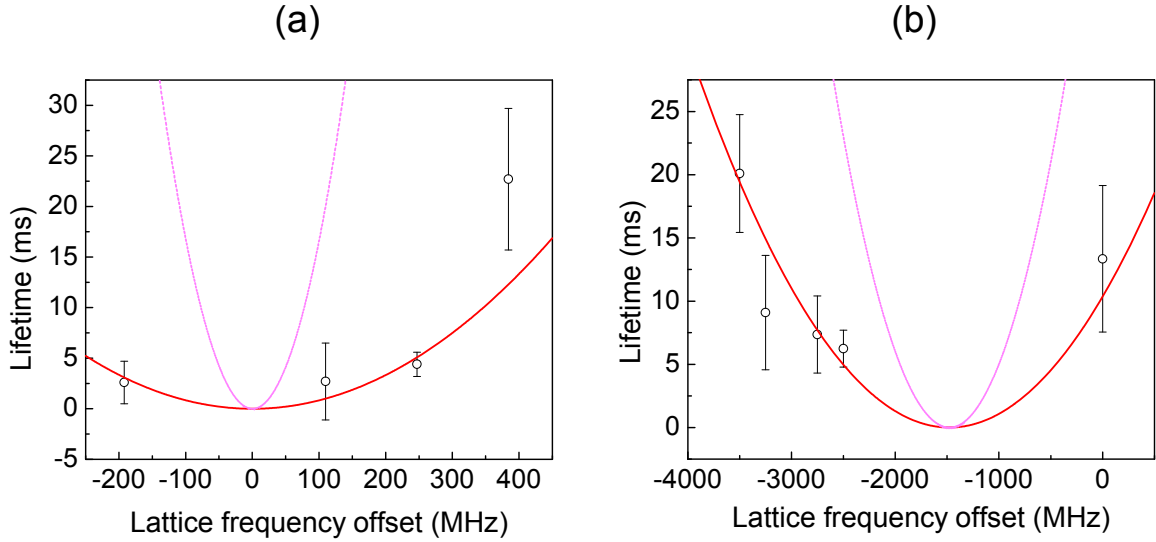 (a)
(b)
30
25
20
15
10
5
0
-5
Lifetime (ms)
-200 -100 0 100 200 300 400
Lattice frequency offset (MHz)
25
20
15
10
5
0
Lifetime (ms)
-4000 -3000 -2000 -1000 0
Lattice frequency offset (MHz)